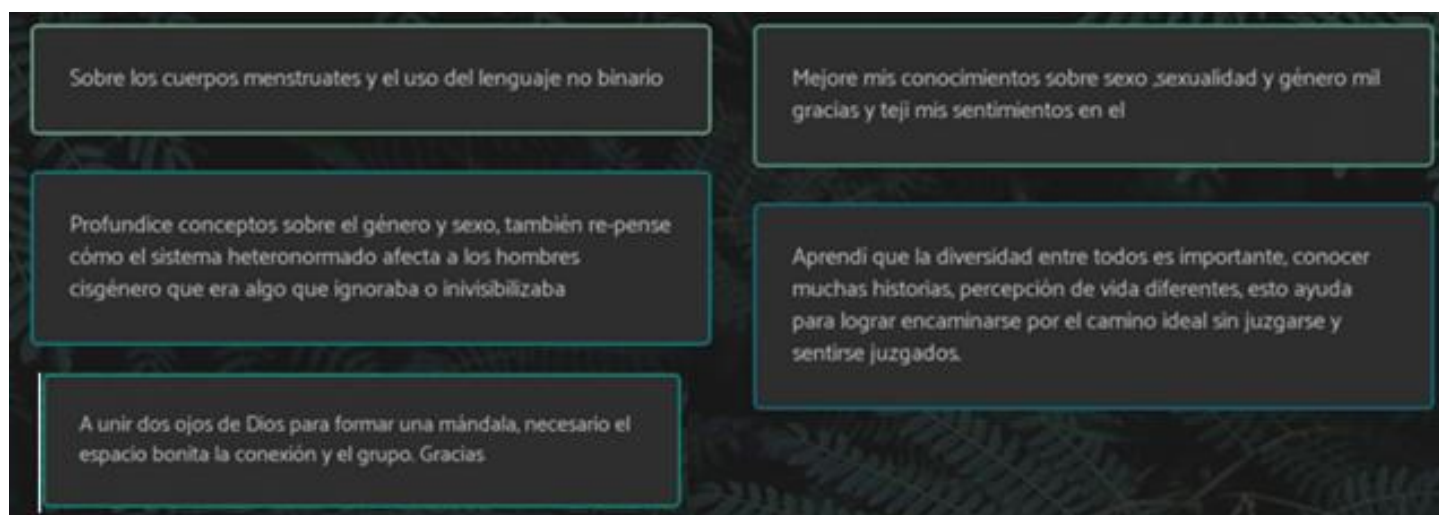 Sobre los cuerpos menstruates y el uso del lenguaje no binario
Profundice conceptos sobre el género y sexo, también re-pense
cómo el sistema heteronormado afecta a los hombres
cisgénero que era algo que ignoraba o inivisibilizaba
A unir dos ojos de Dios para formar una mándala, necesario el
espacio bonita la conexión y el grupo. Gracias
Mejore mis conocimientos sobre sexo ,sexualidad y género mil
gracias y teji mis sentimientos en el
Aprendi que la diversidad entre todos es importante, conocer
muchas historias, percepción de vida diferentes, esto ayuda
para lograr encaminarse por el camino ideal sin juzgarse y
sentirse juzgados.